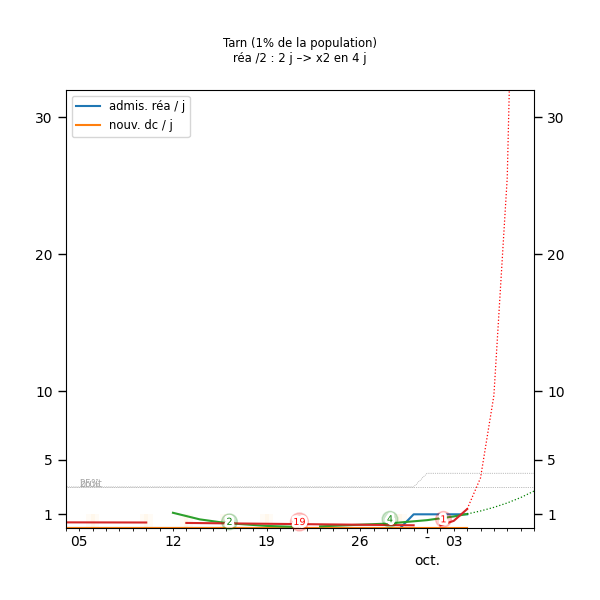 Tarn (1% de la population)
réa /2 : 2 j –> x2 en 4 j
admis. réa / j
nouv. dc / j
30 30
20 20
10 10
5 5
1 1
2 19 4 1
05 12 19 26 - 03
oct.